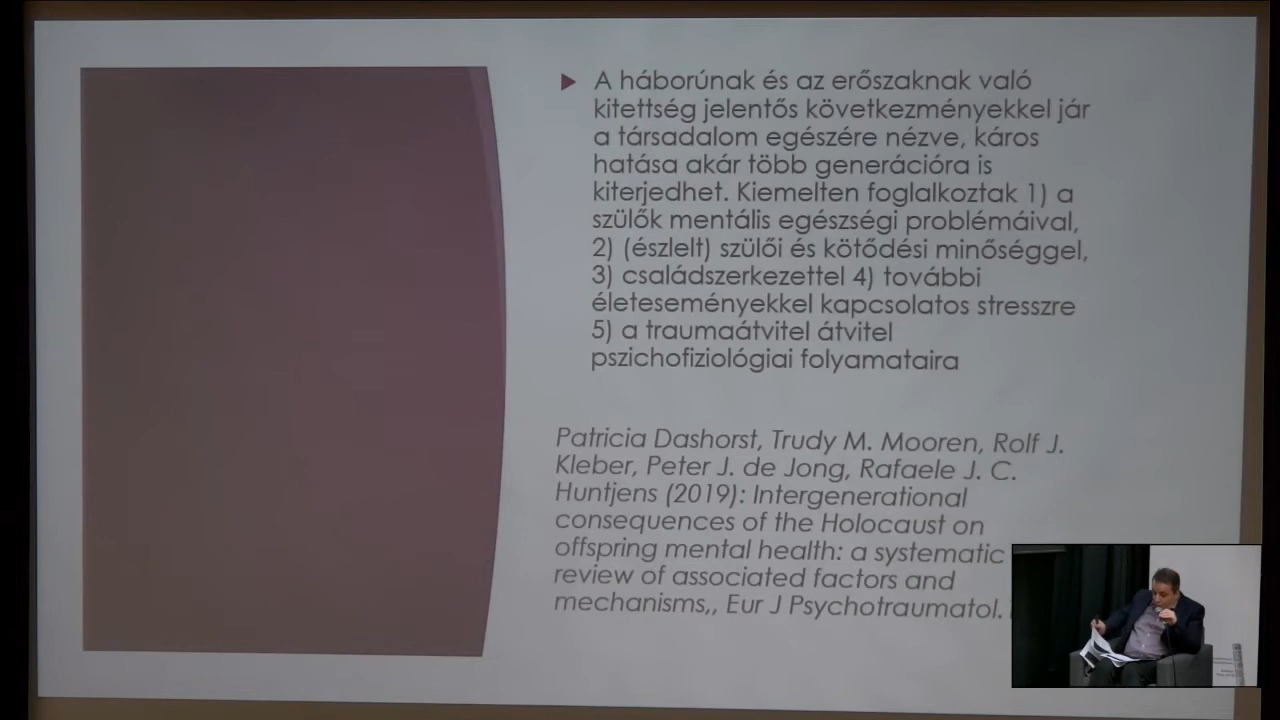 A háborúnak és az erőszaknak való
kitettség jelentős következményekkel jár
a társadalom egészére nézve, káros
hatása akár több generációra is
kiterjedhet. Kiemelten foglalkoztak 1) a
szülők mentális egészségi problémáival,
2) (észlelt) szülői és kötődési minőséggel,
3) családszerkezettel 4) további
életeseményekkel kapcsolatos stresszre
5) a traumaátvitel átvitel
pszichofiziológiai folyamataira
Patricia Dashorst, Trudy M. Mooren, Rolf J.
Kleber, Peter J. de Jong, Rafaele J. C.
Huntjens (2019): Intergenerational
consequences of the Holocaust on
offspring mental health: a systematic
review of associated factors and
mechanisms,, Eur J Psychotraumatol.